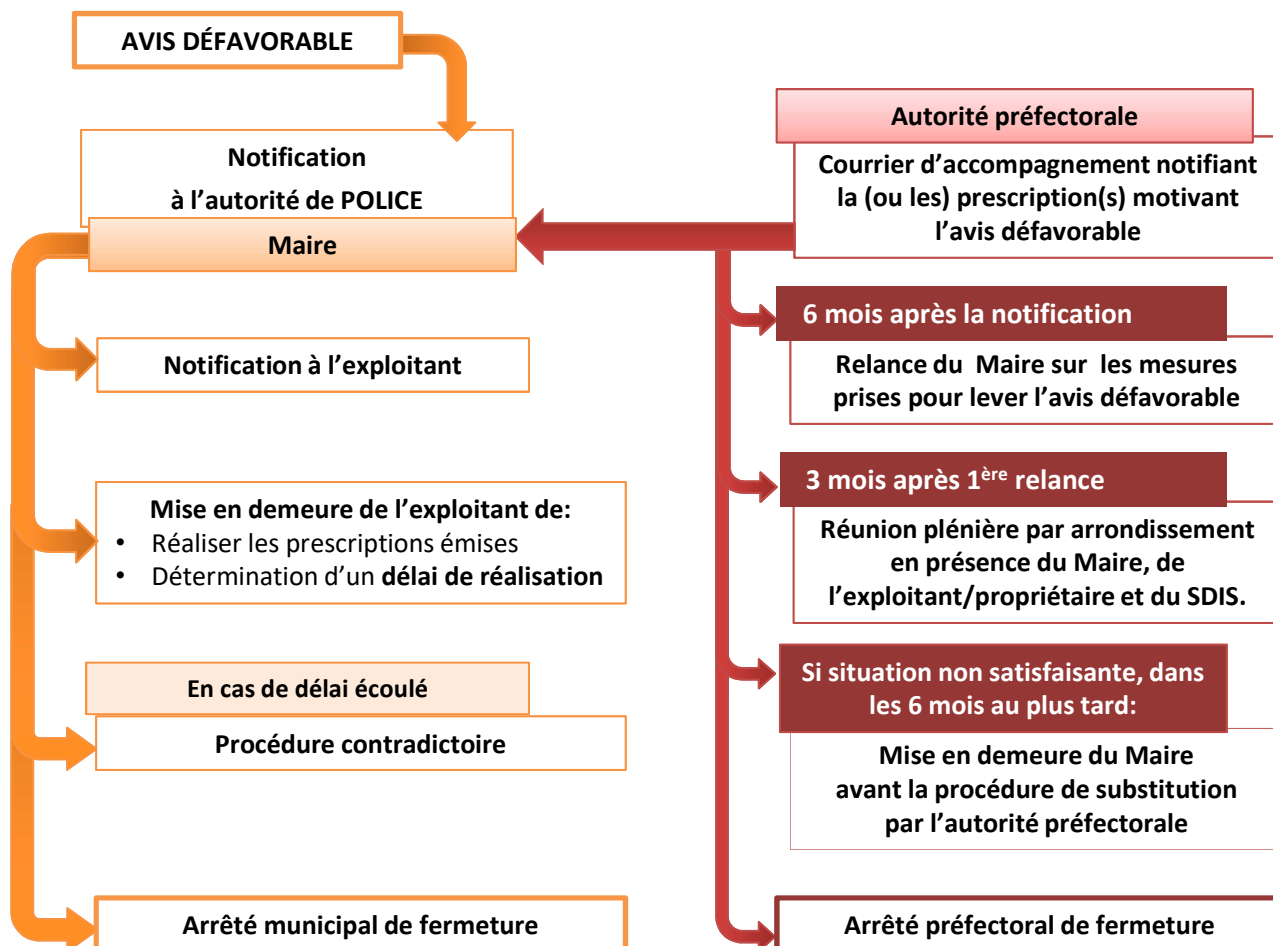 AVIS DÉFAVORABLE
Notification
à l’autorité de POLICE
Maire
Notification à l’exploitant
Mise en demeure de l’exploitant de:
• Réaliser les prescriptions émises
• Détermination d’un délai de réalisation
En cas de délai écoulé
Procédure contradictoire
Arrêté municipal de fermeture
Autorité préfectorale
Courrier d’accompagnement notifiant
la (ou les) prescription(s) motivant
l’avis défavorable
6 mois après la notification
Relance du Maire sur les mesures
prises pour lever l’avis défavorable
3 mois après 1ère relance
Réunion plénière par arrondissement
en présence du Maire, de
l’exploitant/propriétaire et du SDIS.
Si situation non satisfaisante, dans
les 6 mois au plus tard:
Mise en demeure du Maire
avant la procédure de substitution
par l’autorité préfectorale
Arrêté préfectoral de fermeture